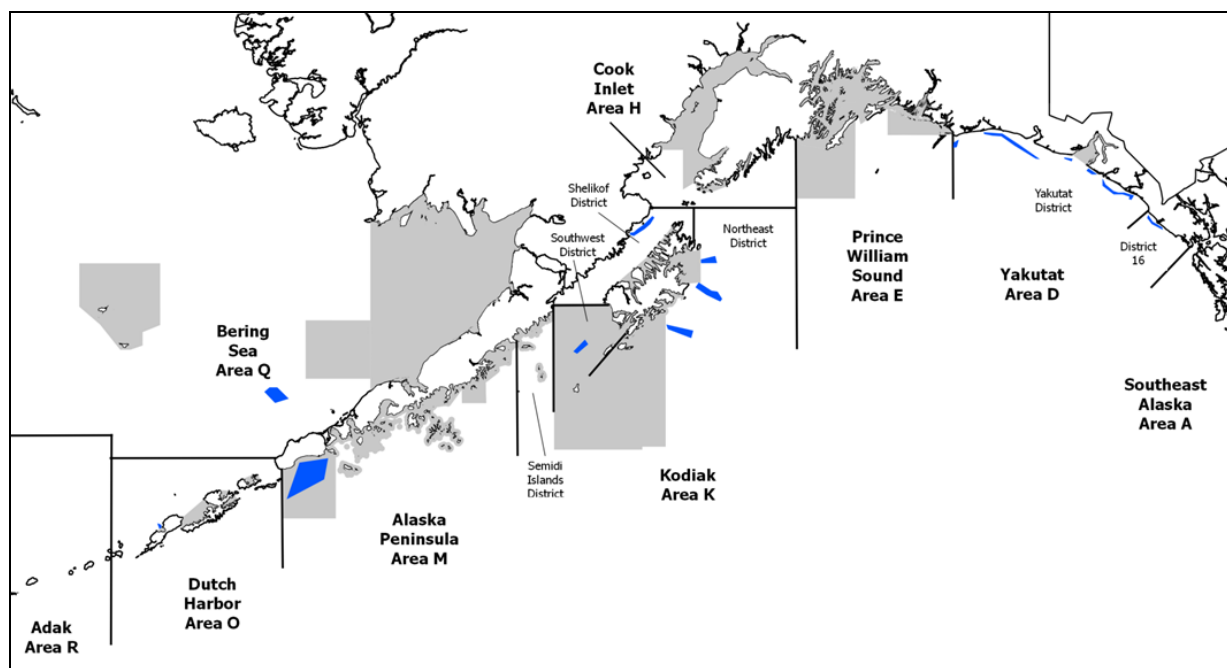 Cook
Inlet
Area H
Shelikof
District
Southwest
District
Northeast
District
Yakutat
District
District
16
Prince
William
Sound
Area E
Yakutat
Area D
Bering
Sea
Area Q
Southeast
Alaska
Area A
Semidi
Islands
District
Kodiak
Area K
Alaska
Peninsula
Area M
Dutch
Harbor
Area O
Adak
Area R